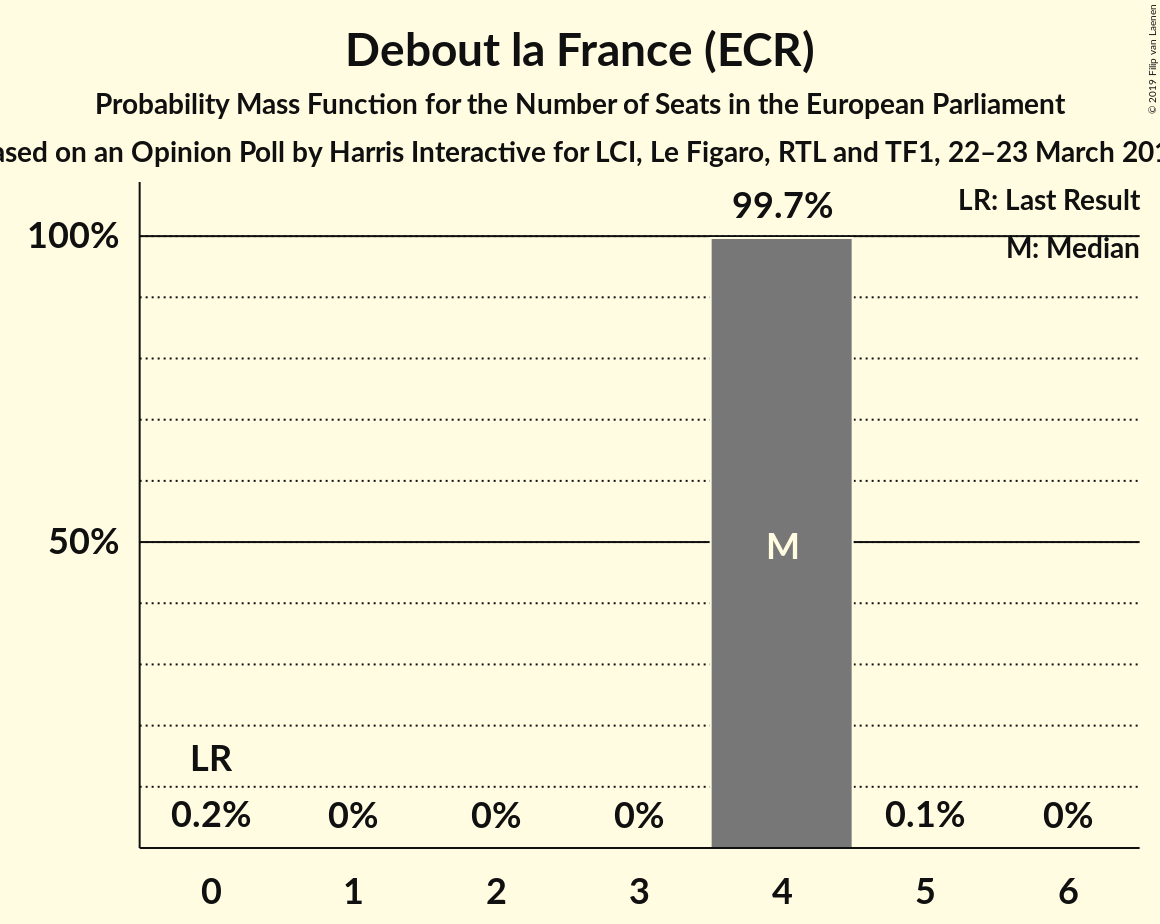 Debout la France (ECR)
Probability Mass Function for the Number of Seats in the European Parliament
on an Opinion Poll by Harris Interactive for LCI, Le Figaro, RTL and TF1, 22–23 March
© 2019 Filip van Laenen
LR: Last Result
M: Median
99.7%
100%
50%
M
LR
0.2% 0% 0% 0% 0.1% 0%
0 1 2 3 4 5 6